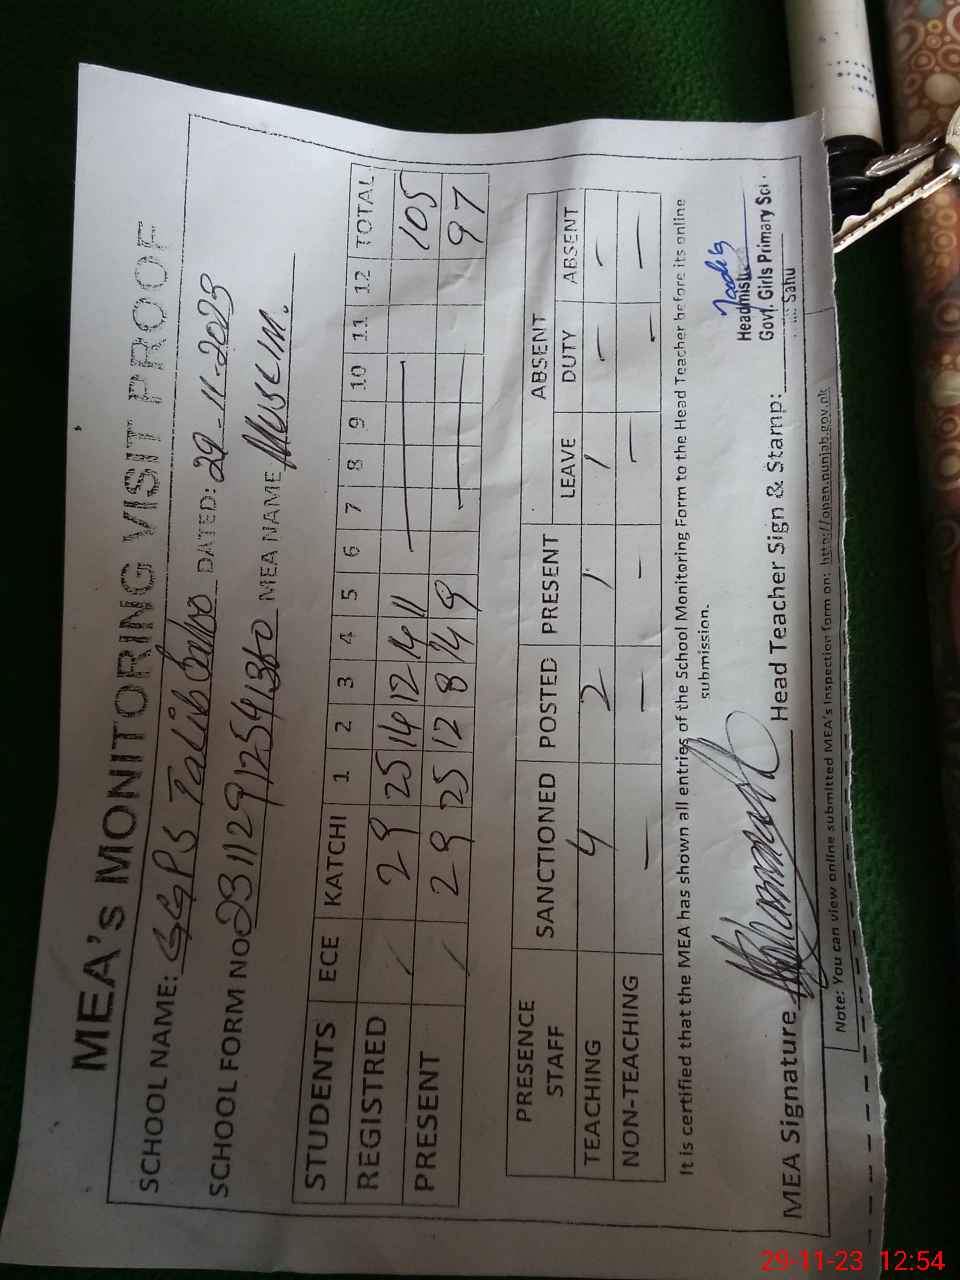 MEA's MONITORING VISIT PROOF
SCHOOL NAME: GGPS Talib DATED: 29-11-2023
SCHOOL FORM NO 231129125413 MEA NAME Muslim.
STUDENTS ECE KATCHI 1 2 3 4 5 6 7 8 9 10 11 12 TOTAL
REGISTRED / 29 25 14 12 14 11 — 105
PRESENT / 29 25 12 8 14 9 — 97
PRESENCE STAFF SANCTIONED POSTED PRESENT ABSENT
LEAVE DUTY ABSENT
TEACHING 4 2 1 1 - -
NON-TEACHING — — - — - —
It is certified that the MEA has shown all entries of the School Monitoring Form to the Head Teacher before its online
submission.
Headmistress
Govt. Girls Primary Scl
Sahu
MEA Signature Head Teacher Sign & Stamp:
Note: You can view online submitted MEA's Inspection form on: http://open.punjab.gov.pk
29-11-23 12:54